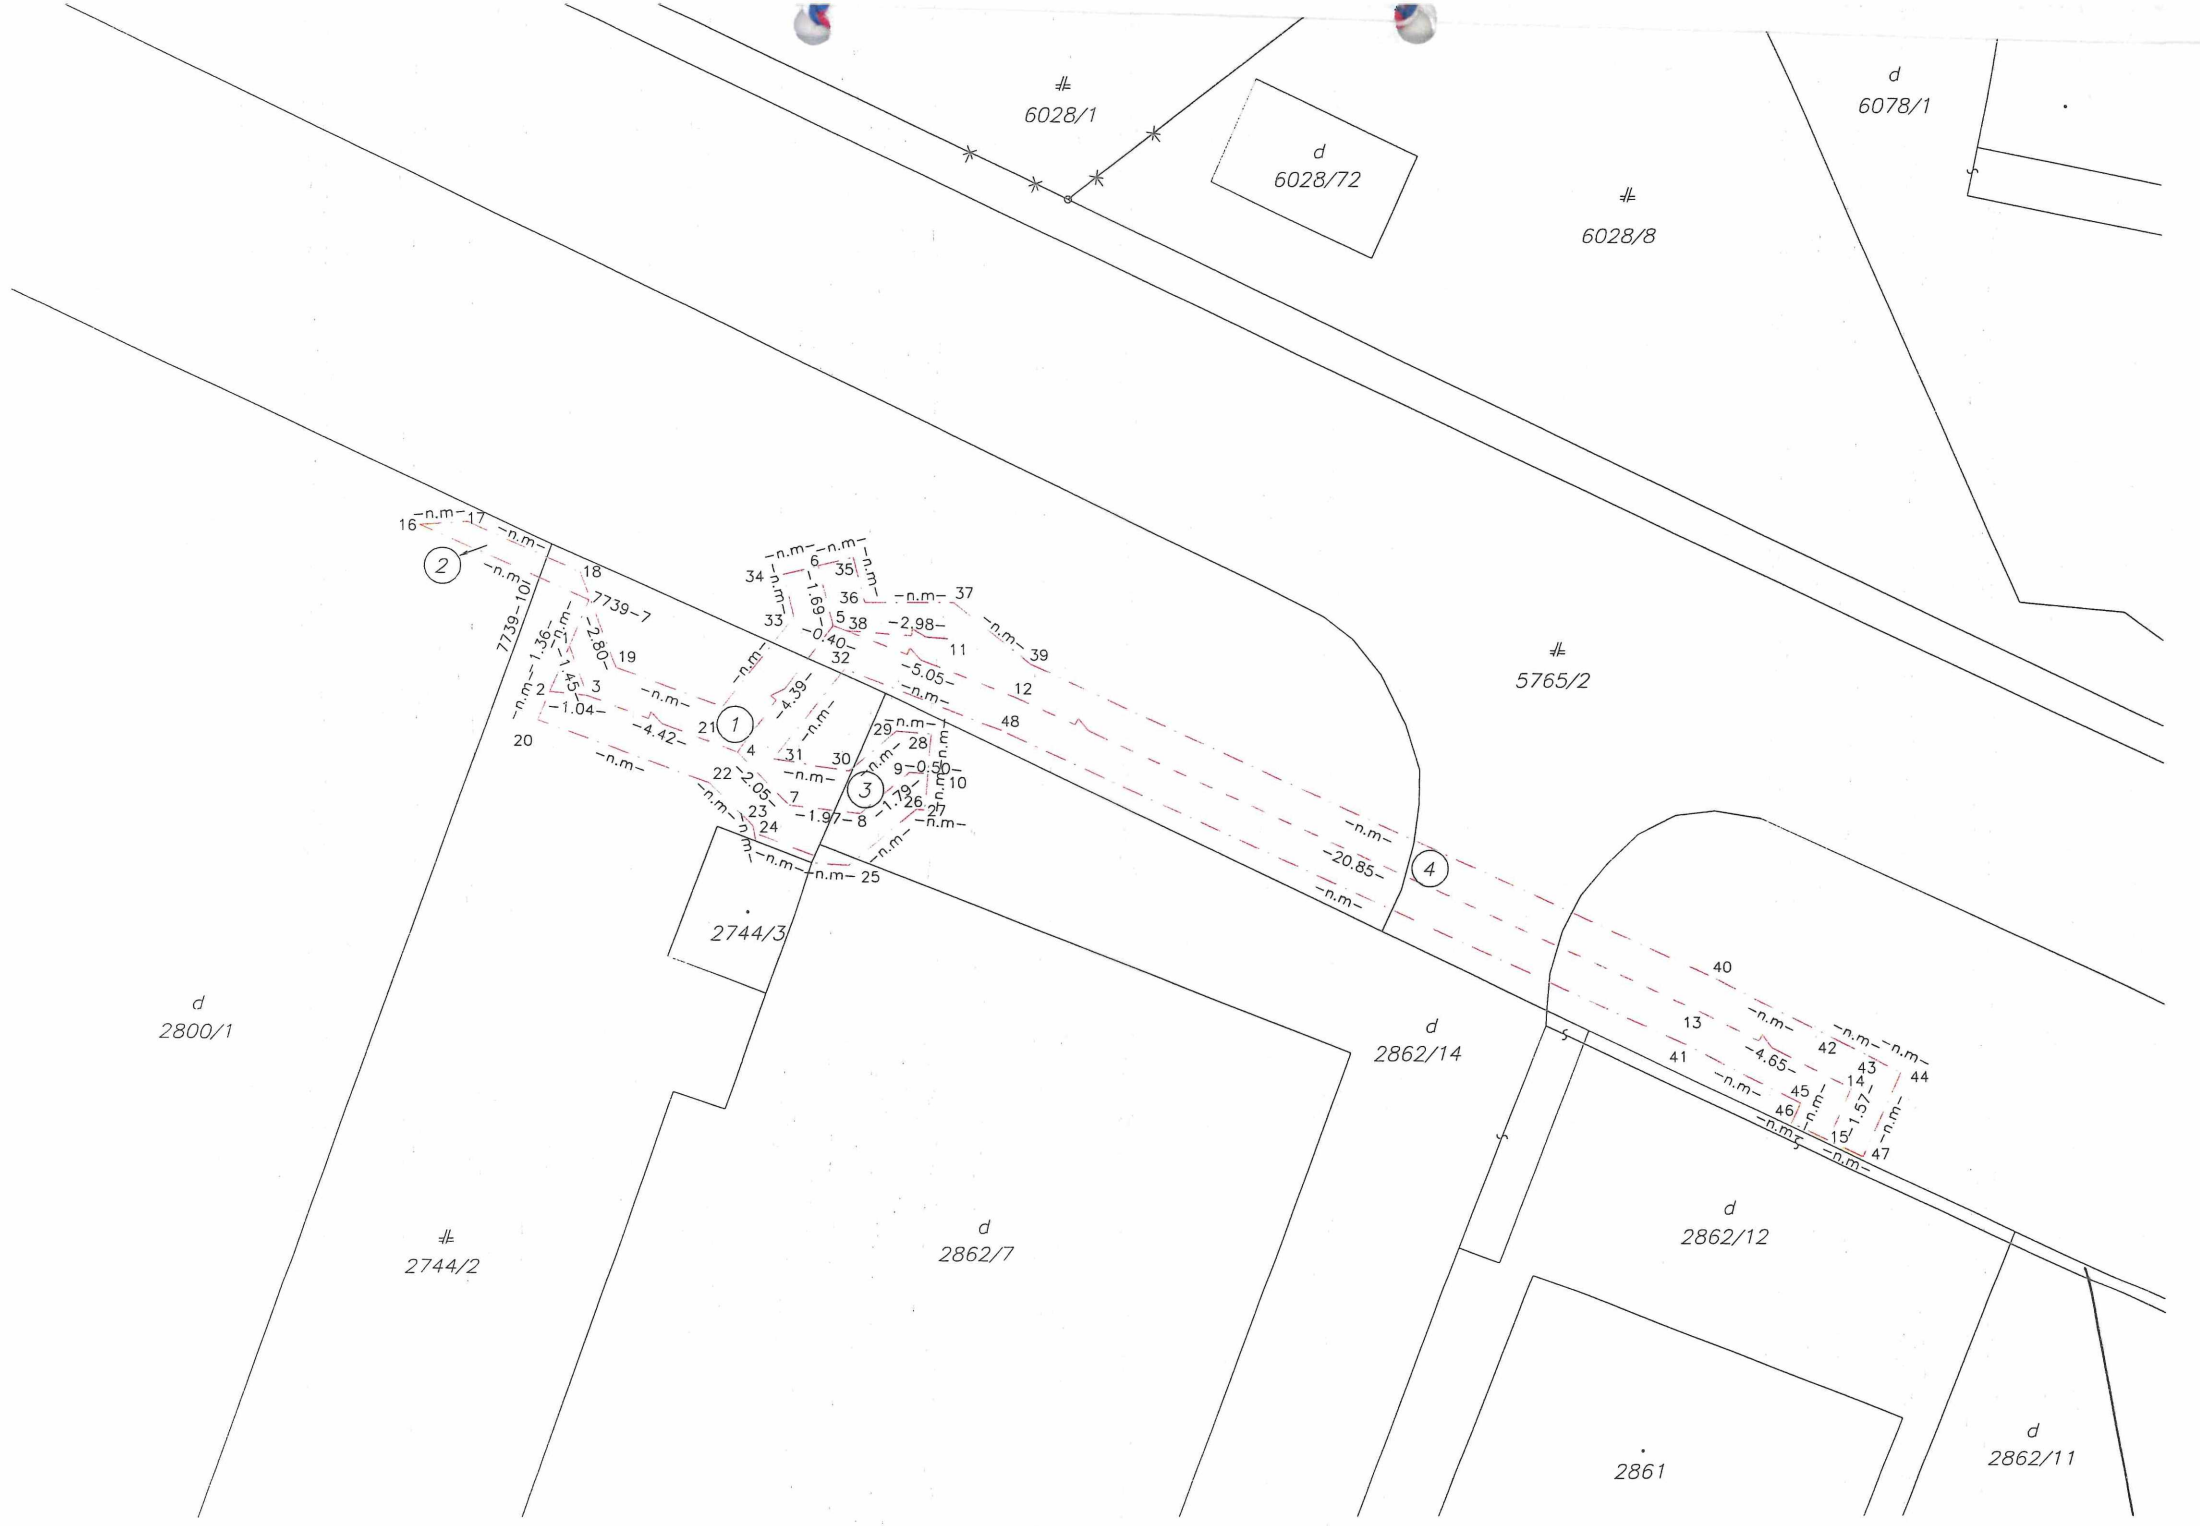 d
6078/1
6028/1
d
6028/72
6028/8
16
-n.m-
17
-n.m-
2
-n.m-
18
7739-10
7739-7
-n.m-
-1.36-
-1.45-
-2.80-
19
-n.m-
2
3
-1.04-
-n.m-
20
-4.42-
21
1
-n.m-
-n.m-
-n.m-
6
34
35
-n.m-
-n.m-
-1.69-
33
36
-n.m-
37
5
38
-2.98-
-0.40-
32
11
-n.m-
39
-5.05-
12
-n.m-
48
-n.m-
-4.39-
-n.m-
4
31
30
-n.m-
29
-n.m-
28
-n.m-
-n.m-
9
-0.50-
10
3
22
-2.05-
7
-1.79-
26
27
-n.m-
-1.97-
8
-n.m-
23
24
-n.m-
-n.m-
-n.m-
25
-n.m-
5765/2
-n.m-
-20.85-
4
-n.m-
2744/3
40
-n.m-
13
42
-n.m-
-n.m-
41
-4.65-
43
44
-n.m-
45
14
46
-n.m-
-1.57-
-n.m-
-n.m-
15
47
-n.m-
d
2800/1
d
2862/14
2744/2
d
2862/7
d
2862/12
2861
d
2862/11